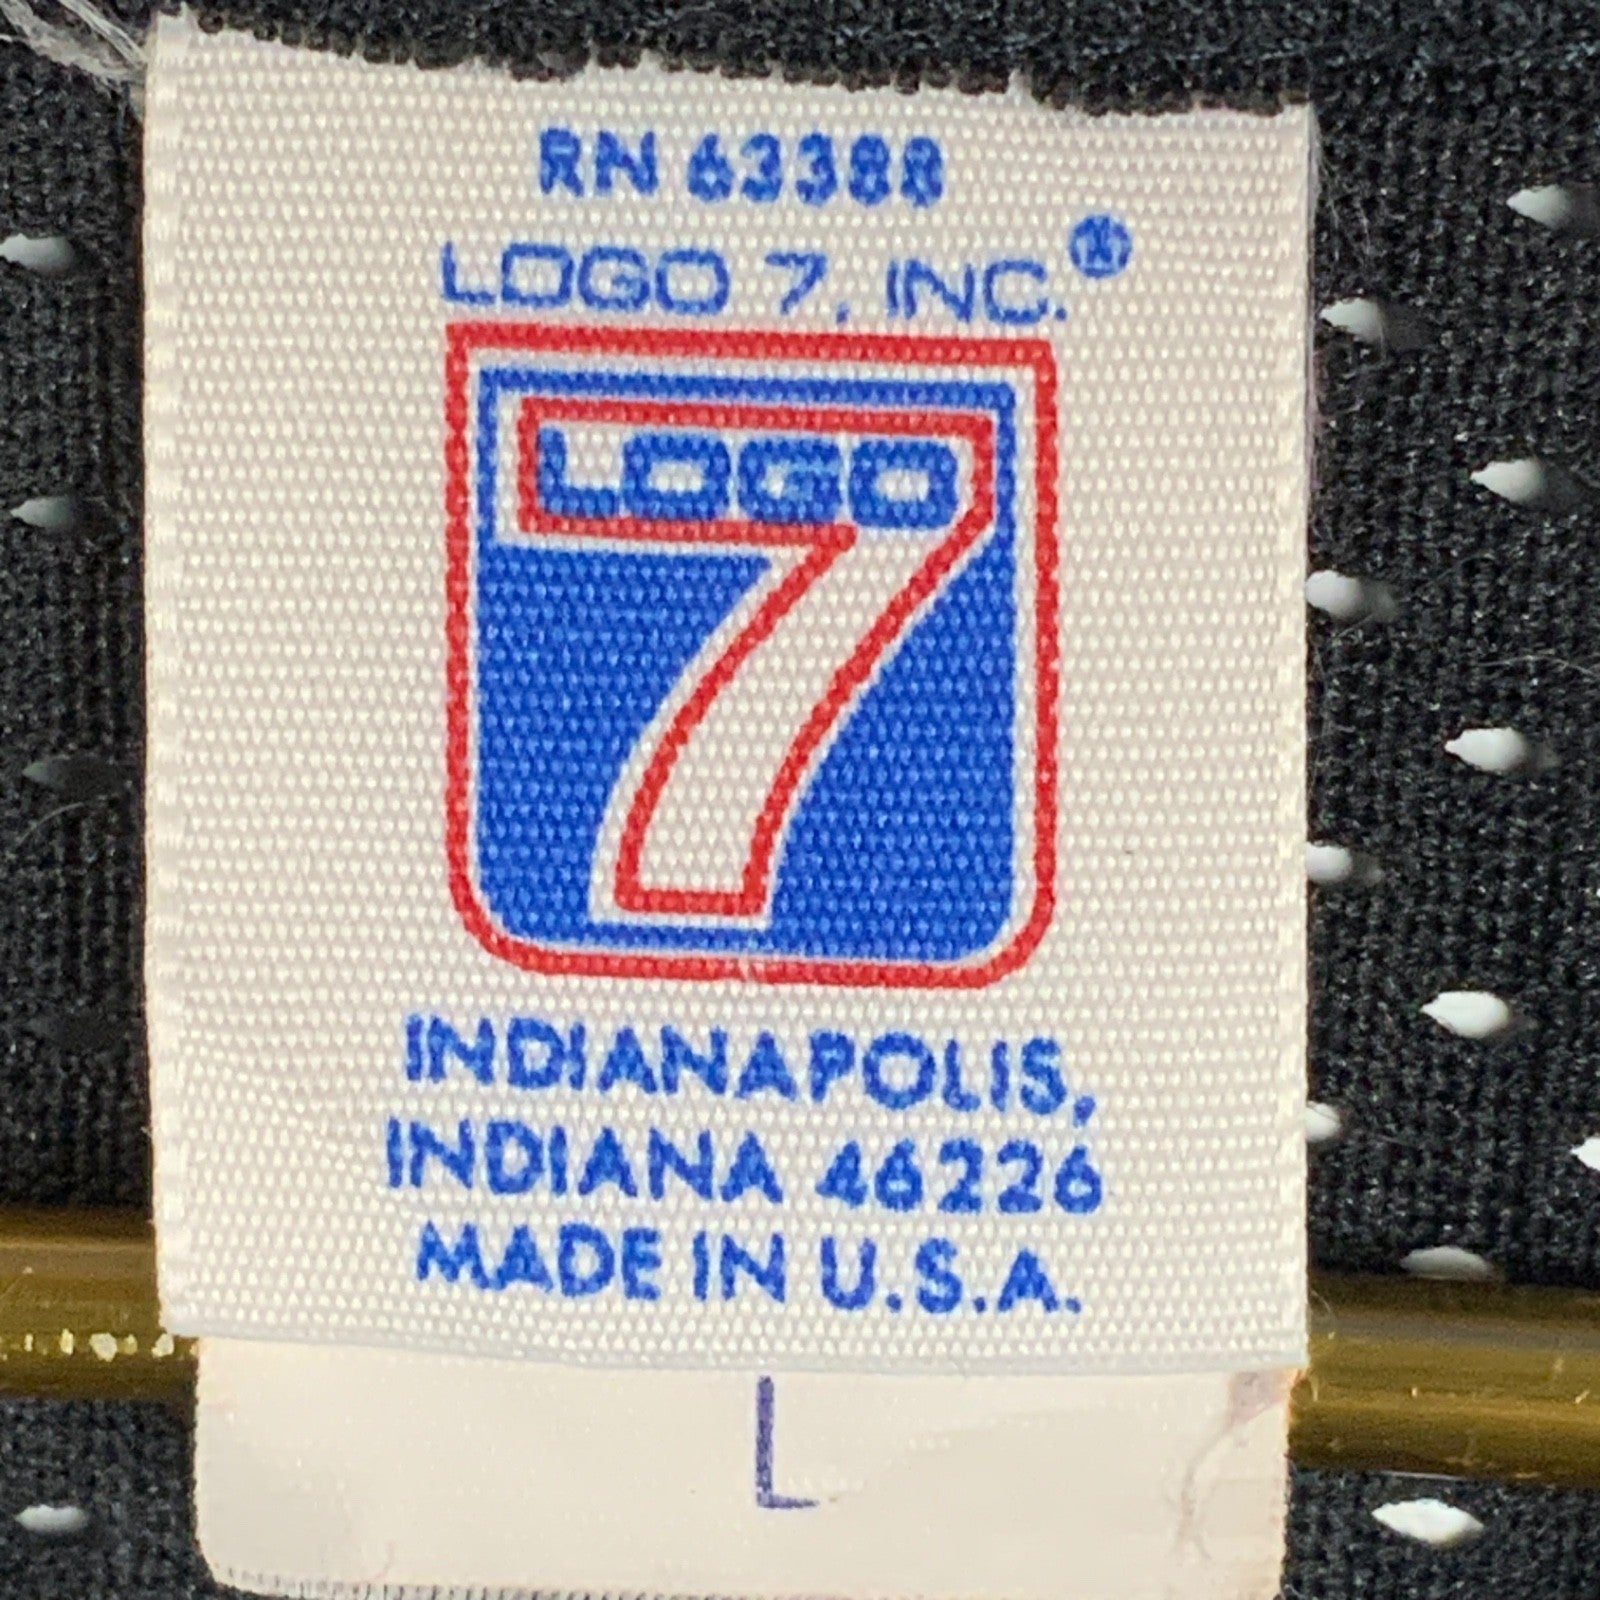 RN 63388
LOGO 7, INC.®
LOGO
7
INDIANAPOLIS,
INDIANA 46226
MADE IN U.S.A.
L